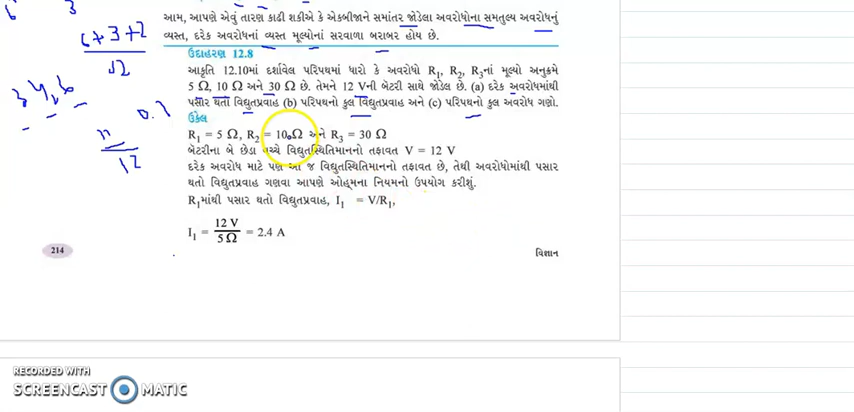 6 3
આમ, આપણે એવું તારણ કાઢી શકીએ કે એકબીજાને સમાંતર જોડેલા અવરોધોના સમતુલ્ય અવરોધનું
વ્યસ્ત, દરેક અવરોધનાં વ્યસ્ત મૂલ્યોનાં સરવાળા બરાબર હોય છે.
6+3+2
12
ઉદાહરણ 12.8
આકૃતિ 12.10માં દર્શાવેલ પરિપથમાં ધારો કે અવરોધો R₁, R₂, R₃નાં મૂલ્યો અનુક્રમે
5 Ω, 10 Ω અને 30 Ω છે. તેમને 12 Vની બેટરી સાથે જોડેલ છે. (a) દરેક અવરોધમાંથી
પસાર થતો વિદ્યુતપ્રવાહ (b) પરિપથનો કુલ વિદ્યુતપ્રવાહ અને (c) પરિપથનો કુલ અવરોધ ગણો.
ઉકેલ
R₁ = 5 Ω, R₂ = 10 Ω અને R₃ = 30 Ω
બેટરીના બે છેડા વચ્ચે વિદ્યુતસ્થિતિમાનનો તફાવત V = 12 V
દરેક અવરોધ માટે પણ આ જ વિદ્યુતસ્થિતિમાનનો તફાવત છે, તેથી અવરોધોમાંથી પસાર
થતો વિદ્યુતપ્રવાહ ગણવા આપણે ઓહ્મના નિયમનો ઉપયોગ કરીશું.
R₁માંથી પસાર થતો વિદ્યુતપ્રવાહ, I₁ = V/R₁,
I₁ = 12 V / 5 Ω = 2.4 A
214
વિજ્ઞાન
12
RECORDED WITH
SCREENCAST MATIC